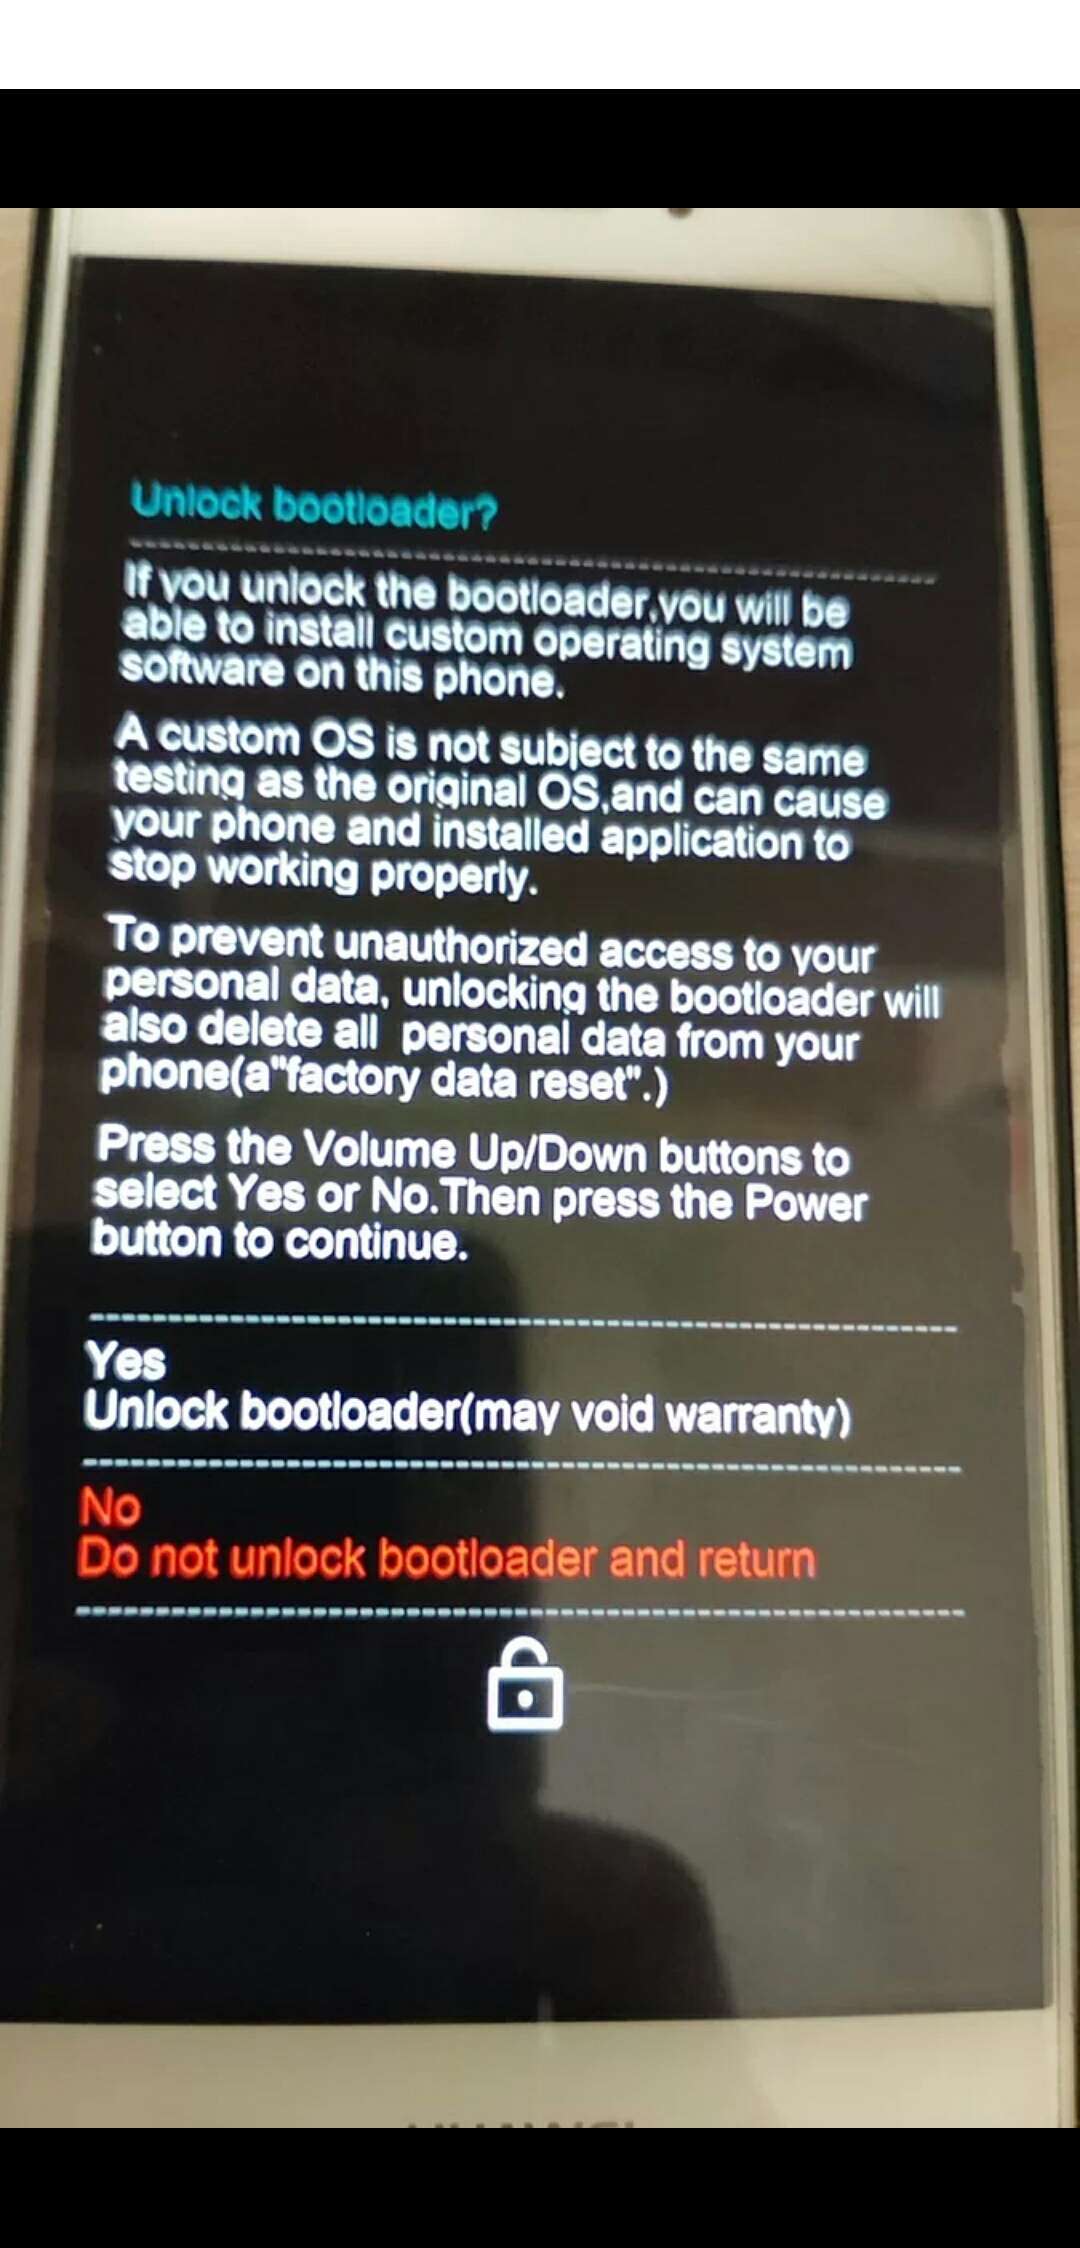 Unlock bootloader?
If you unlock the bootloader,you will be
able to install custom operating system
software on this phone.
A custom OS is not subject to the same
testing as the original OS,and can cause
your phone and installed application to
stop working properly.
To prevent unauthorized access to your
personal data, unlocking the bootloader will
also delete all  personal data from your
phone(a"factory data reset".)
Press the Volume Up/Down buttons to
select Yes or No.Then press the Power
button to continue.
Yes
Unlock bootloader(may void warranty)
No
Do not unlock bootloader and return